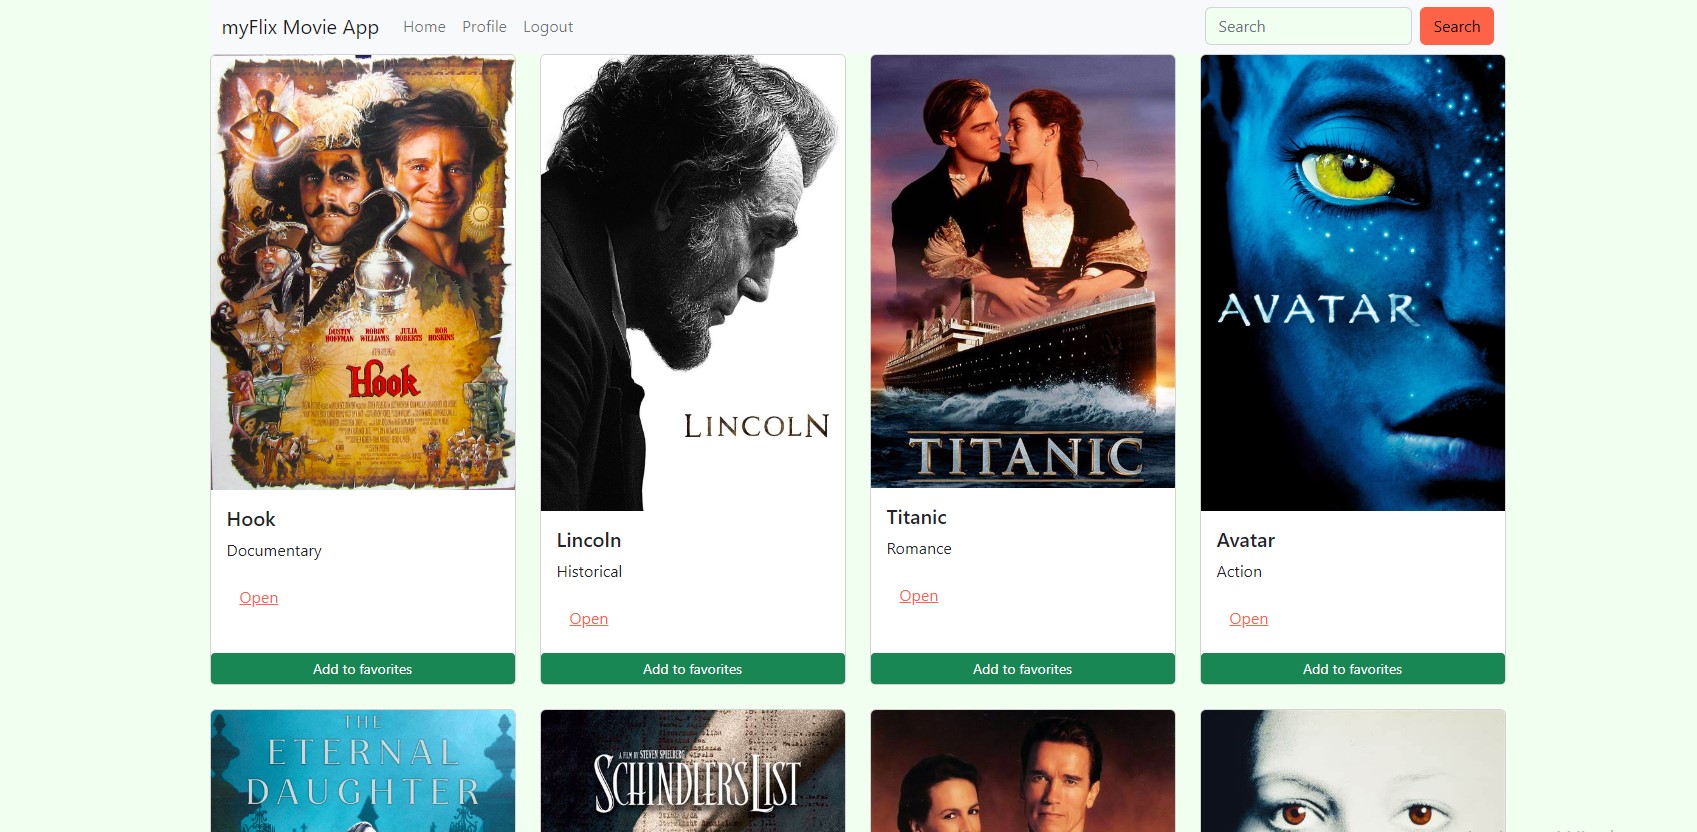 myFlix Movie App
Home
Profile
Logout
Search
Search
DUSTIN HOFFMAN
ROBIN WILLIAMS
JULIA ROBERTS
BOB HOSKINS
Hook
LINCOLN
TITANIC
TITANIC
AVATAR
Hook
Documentary
Open
Add to favorites
Lincoln
Historical
Open
Add to favorites
Titanic
Romance
Open
Add to favorites
Avatar
Action
Open
Add to favorites
THE
ETERNAL
DAUGHTER
A FILM BY STEVEN SPIELBERG
SCHINDLER'S LIST